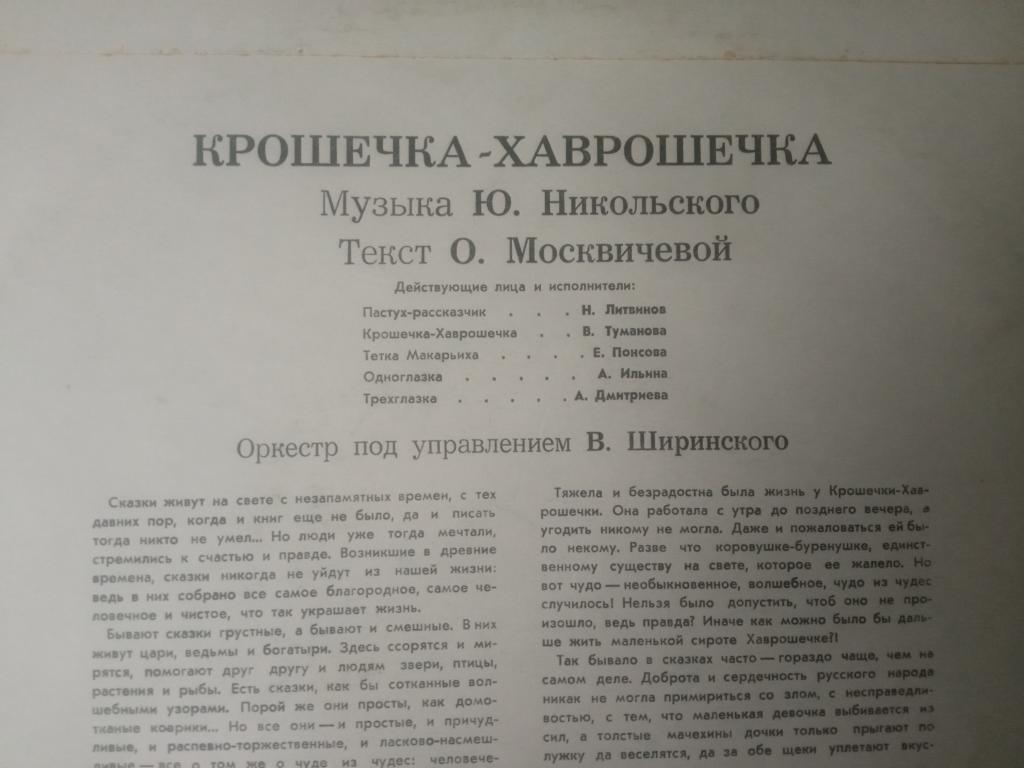 КРОШЕЧКА-ХАВРОШЕЧКА
Музыка Ю. Никольского
Текст О. Москвичевой
Действующие лица и исполнители:
Пастух-рассказчик . . . Н. Литвинов
Крошечка-Хаврошечка . . В. Туманова
Тетка Макарьиха . . . . Е. Понсова
Одноглазка . . . . . А. Ильина
Трехглазка . . . . . А. Дмитриева
Оркестр под управлением В. Ширинского
Сказки живут на свете с незапамятных времен, с тех
давних пор, когда и книг еще не было, да и писать
тогда никто не умел... Но люди уже тогда мечтали,
стремились к счастью и правде. Возникшие в древние
времена, сказки никогда не уйдут из нашей жизни:
ведь в них собрано все самое благородное, самое че-
ловечное и чистое, что так украшает жизнь.
Бывают сказки грустные, а бывают и смешные. В них
живут цари, ведьмы и богатыри. Здесь ссорятся и ми-
рятся, помогают друг другу и людям звери, птицы,
растения и рыбы. Есть сказки, как бы сотканные вол-
шебными узорами. Порой же они просты, как домо-
тканые коврики... Но все они — и простые, и причуд-
ливые, и распевно-торжественные, и ласково-насмеш-
ливые — все о том же о чуде из чудес: человече-
Тяжела и безрадостна была жизнь у Крошечки-Хав-
рошечки. Она работала с утра до позднего вечера, а
угодить никому не могла. Даже и пожаловаться ей бы-
ло некому. Разве что коровушке-буренушке, единст-
венному существу на свете, которое ее жалело. Но
вот чудо — необыкновенное, волшебное, чудо из чудес
случилось! Нельзя было допустить, чтоб оно не про-
изошло, ведь правда? Иначе как можно было бы даль-
ше жить маленькой сироте Хаврошечке?!
Так бывало в сказках часто — гораздо чаще, чем на
самом деле. Доброта и сердечность русского народа
никак не могла примириться со злом, с несправедли-
востью, с тем, что маленькая девочка выбивается из
сил, а толстые мачехины дочки только прыгают по
лужку да веселятся, да за обе щеки уплетают вкус-